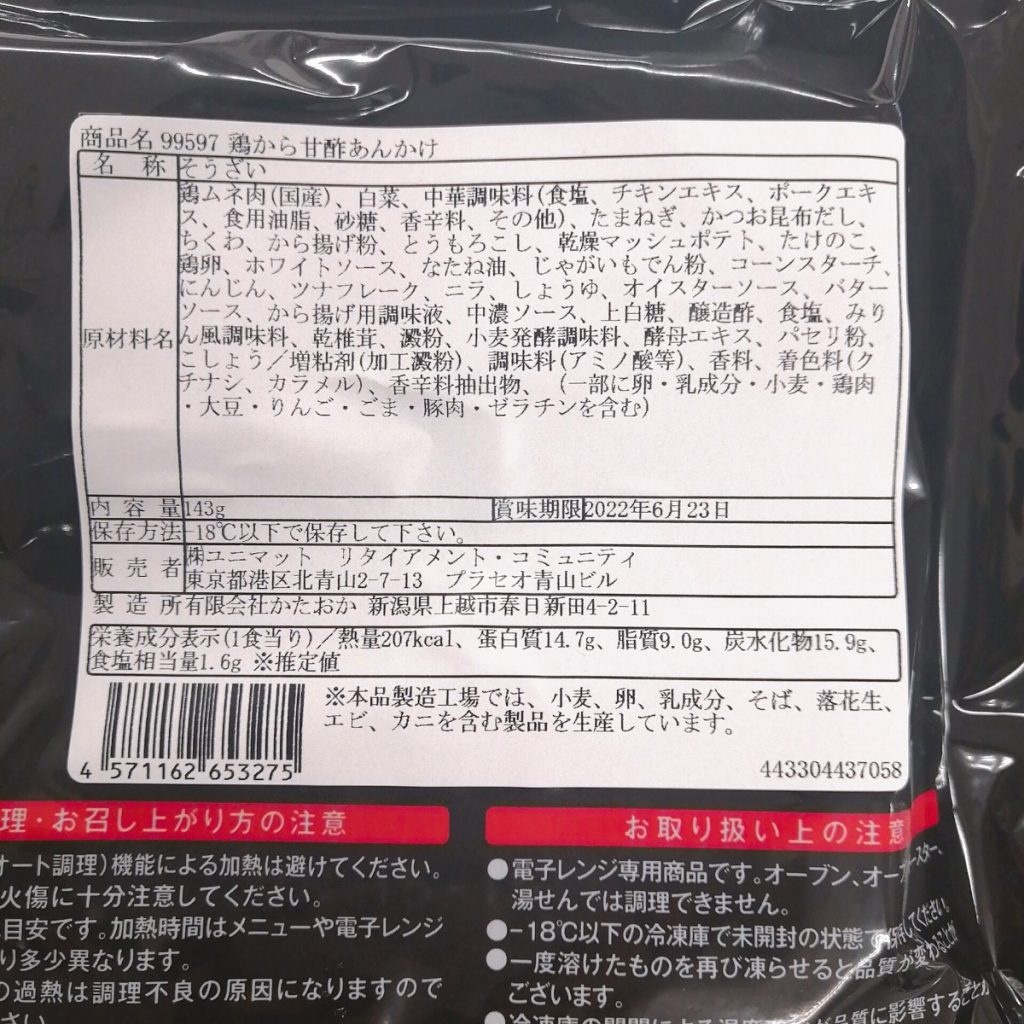 商品名 99597 鶏から甘酢あんかけ
名 称 そうざい
原材料名
鶏ムネ肉(国産)、白菜、中華調味料(食塩、チキンエキス、ポークエキ
ス、食用油脂、砂糖、香辛料、その他)、たまねぎ、かつお昆布だし、
ちくわ、から揚げ粉、とうもろこし、乾燥マッシュポテト、たけのこ、
鶏卵、ホワイトソース、なたね油、じゃがいもでん粉、コーンスターチ、
にんじん、ツナフレーク、ニラ、しょうゆ、オイスターソース、バター
ソース、から揚げ用調味液、中濃ソース、上白糖、醸造酢、食塩、みり
ん風調味料、乾椎茸、澱粉、小麦発酵調味料、酵母エキス、パセリ粉、
こしょう/増粘剤(加工澱粉)、調味料(アミノ酸等)、香料、着色料(ク
チナシ、カラメル)、香辛料抽出物、(一部に卵・乳成分・小麦・鶏肉
・大豆・りんご・ごま・豚肉・ゼラチンを含む)
内 容 量 143g 賞味期限 2022年6月23日
保存方法 -18℃以下で保存して下さい。
販 売 者 ㈱ユニマット リタイアメント・コミュニティ
東京都港区北青山2-7-13 プラセオ青山ビル
製 造 所 有限会社かたおか 新潟県上越市春日新田4-2-11
栄養成分表示(1食当り)/熱量207kcal、蛋白質14.7g、脂質9.0g、炭水化物15.9g、
食塩相当量1.6g ※推定値
※本品製造工場では、小麦、卵、乳成分、そば、落花生、
エビ、カニを含む製品を生産しています。
4 571162 653275
443304437058
理・お召し上がり方の注意
オート調理)機能による加熱は避けてください。
火傷に十分注意してください。
目安です。加熱時間はメニューや電子レンジ
り多少異なります。
の過熱は調理不良の原因になりますので
さい。
お取り扱い上の注意
●電子レンジ専用商品です。オーブン、オーブ
湯せんでは調理できません。
●-18℃以下の冷凍庫で未開封の状態で保存してください。
●一度溶けたものを再び凍らせると品質が変わる
ございます。
品質に影響することが